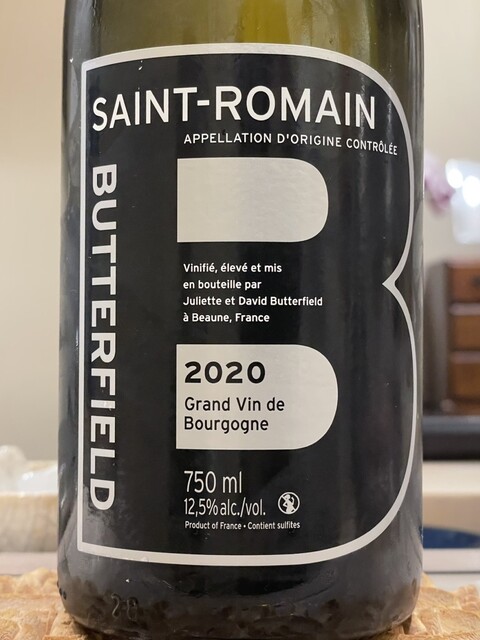 SAINT-ROMAIN
APPELLATION D'ORIGINE CONTRÔLÉE
BUTTERFIELD
Vinifié, élevé et mis
en bouteille par
Juliette et David Butterfield
à Beaune, France
2020
Grand Vin de
Bourgogne
750 ml
12,5% alc./vol.
Product of France • Contient sulfites